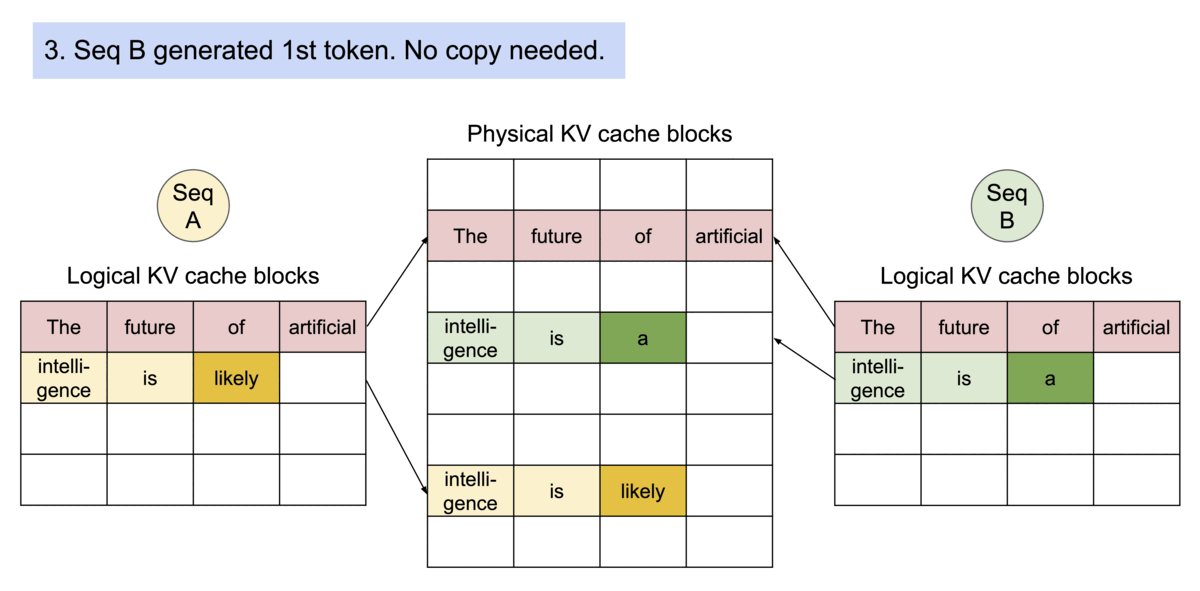 3. Seq B generated 1st token. No copy needed.
Physical KV cache blocks
Seq
A
Seq
B
Logical KV cache blocks
Logical KV cache blocks
The future of artificial
intelli-
gence is likely
The future of artificial
intelli-
gence is a
intelli-
gence is likely
The future of artificial
intelli-
gence is a